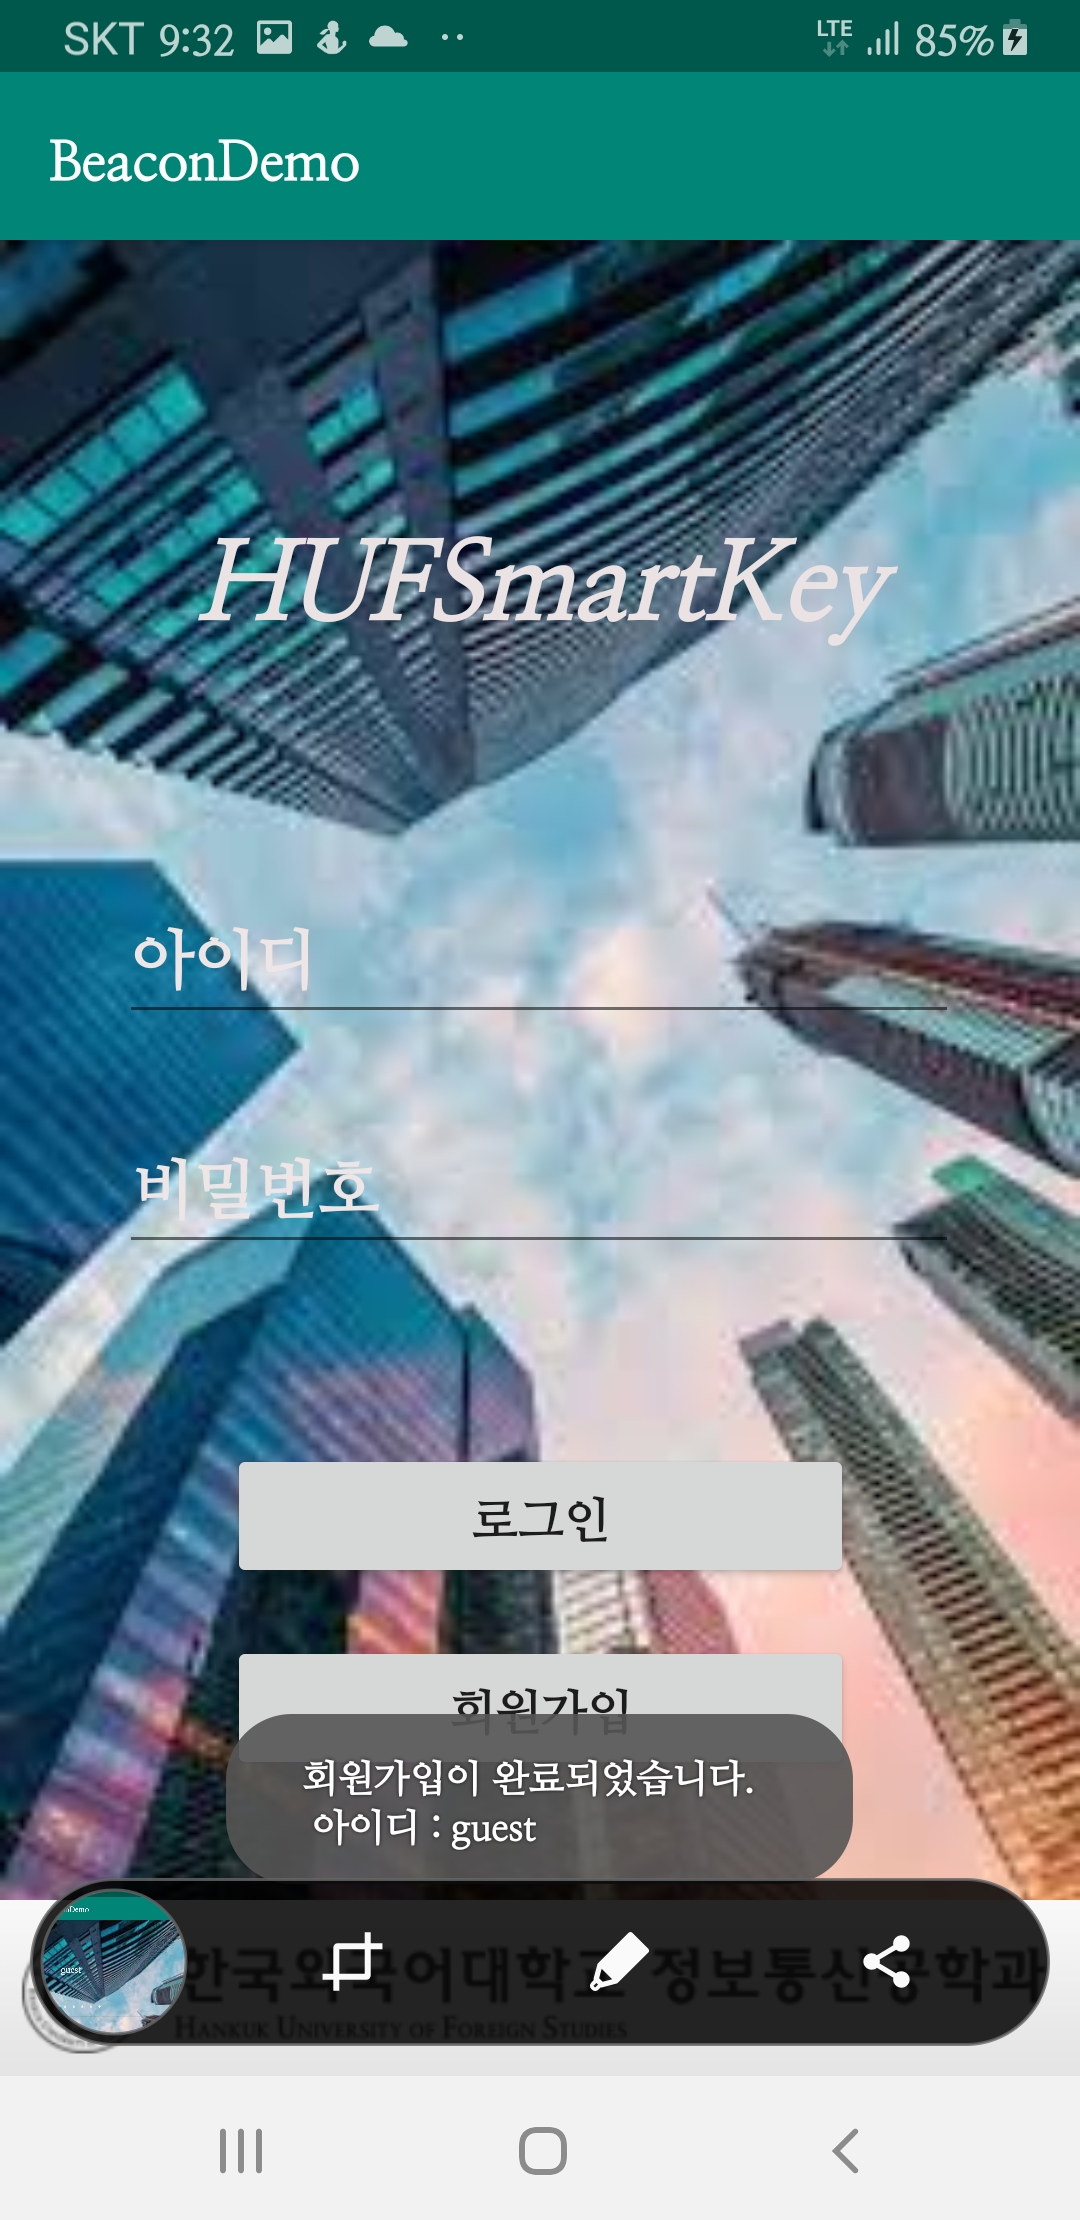 SKT 9:32 LTE 85%
BeaconDemo
HUFSmartKey
아이디
비밀번호
로그인
회원가입
회원가입이 완료되었습니다.
아이디 : guest
nDemo
guest
한국외국어대학교 정보통신공학과
HANKUK UNIVERSITY OF FOREIGN STUDIES